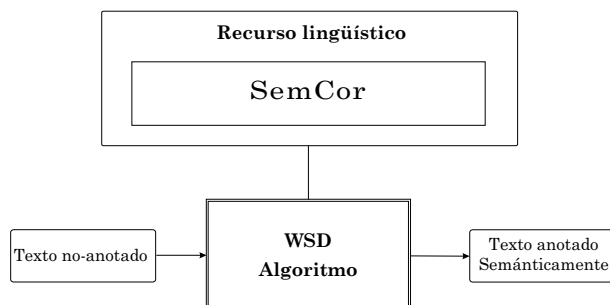 Recurso lingüístico
SemCor
Texto no-anotado
WSD
Algoritmo
Texto anotado
Semánticamente